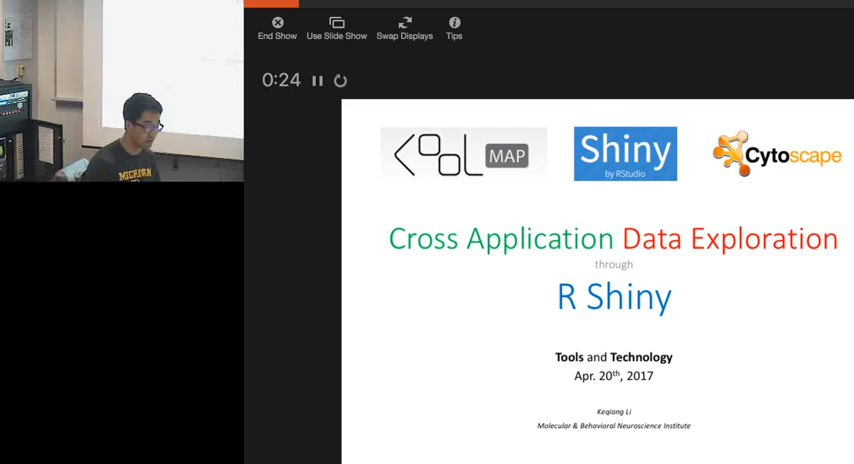 End Show
Use Slide Show
Swap Displays
Tips
0:24
MICHIGAN
KOOL MAP
Shiny
by RStudio
Cytoscape
Cross Application Data Exploration
through
R Shiny
Tools and Technology
Apr. 20th, 2017
Keqiang Li
Molecular & Behavioral Neuroscience Institute